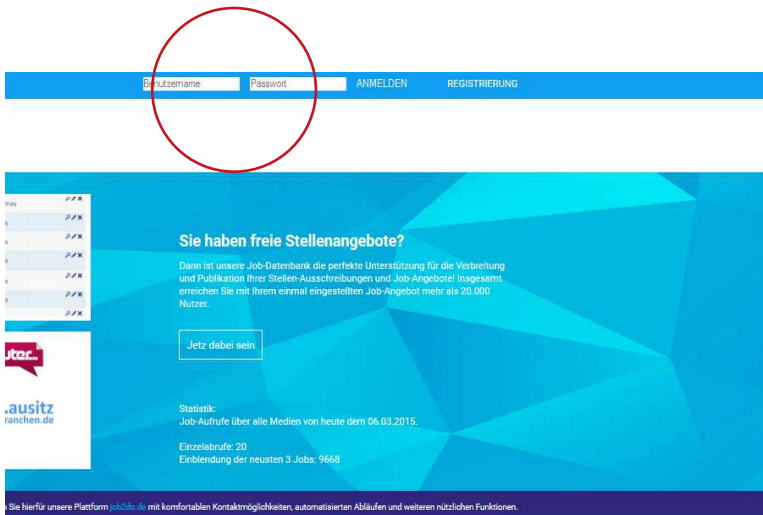 Benutzername Passwort ANMELDEN REGISTRIERUNG
Sie haben freie Stellenangebote?
Dann ist unsere Job-Datenbank die perfekte Unterstützung für die Verbreitung
und Publikation Ihrer Stellen-Ausschreibungen und Job-Angebote! Insgesamt
erreichen Sie mit Ihrem einmal eingestellten Job-Angebot mehr als 20.000
Nutzer.
Jetz dabei sein
uter
ausitz
ranchen.de
Statistik:
Job-Aufrufe über alle Medien von heute dem 06.03.2015.
Einzelabrufe: 20
Einblendung der neusten 3 Jobs: 9668
Sie hierfür unsere Plattform job2do.de mit komfortablen Kontaktmöglichkeiten, automatisierten Abläufen und weiteren nützlichen Funktionen.